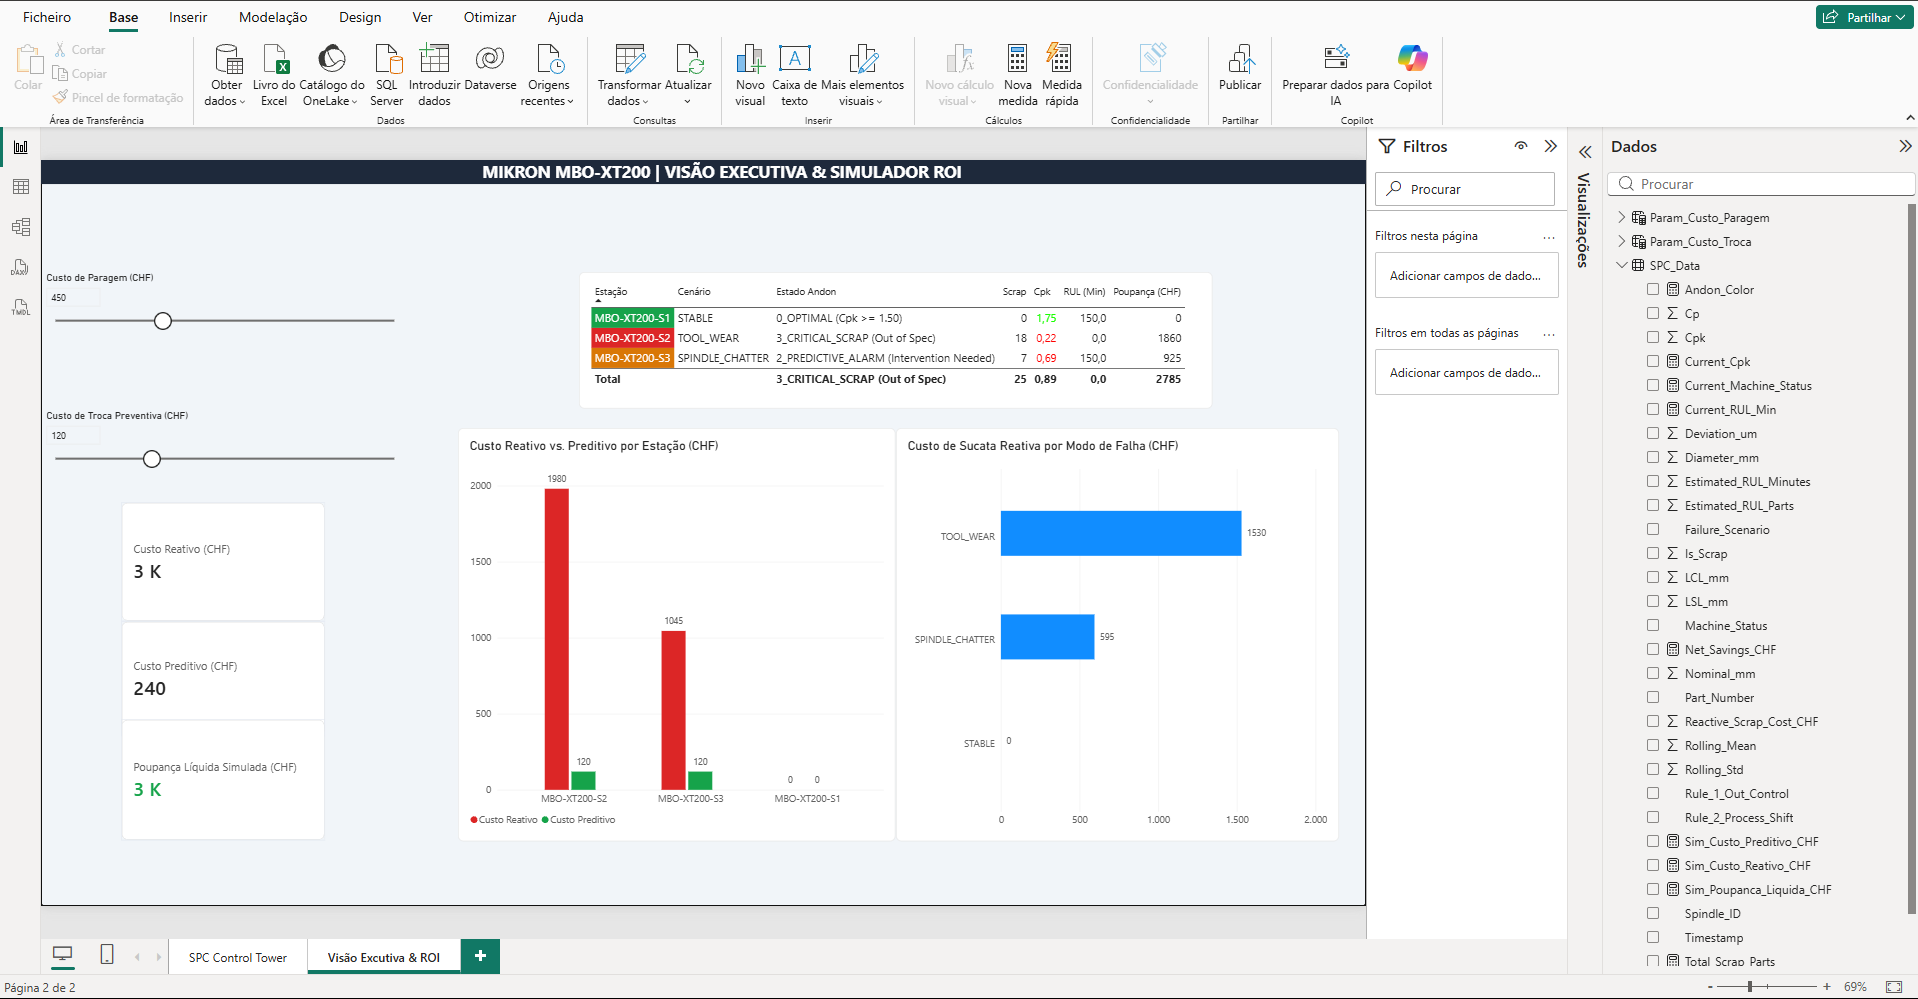 Ficheiro Base Inserir Modelação Design Ver Otimizar Ajuda Partilhar
Colar
Cortar
Copiar
Pincel de formatação
Área de Transferência
Obter dados
Livro do Excel
Catálogo do OneLake
SQL Server
Introduzir dados
Dataverse
Origens recentes
Dados
Transformar dados
Atualizar
Consultas
Novo visual
Caixa de texto
Mais elementos visuais
Inserir
Novo cálculo visual
Nova medida
Medida rápida
Cálculos
Confidencialidade
Confidencialidade
Publicar
Partilhar
Preparar dados para IA
Copilot
Copilot
DAX
TMDL
MIKRON MBO-XT200 | VISÃO EXECUTIVA & SIMULADOR ROI
Custo de Paragem (CHF)
450
Custo de Troca Preventiva (CHF)
120
Custo Reativo (CHF)
3 K
Custo Preditivo (CHF)
240
Poupança Líquida Simulada (CHF)
3 K
Estação Cenário Estado Andon Scrap Cpk RUL (Min) Poupança (CHF)
MBO-XT200-S1 STABLE 0_OPTIMAL (Cpk >= 1.50) 0 1,75 150,0 0
MBO-XT200-S2 TOOL_WEAR 3_CRITICAL_SCRAP (Out of Spec) 18 0,22 0,0 1860
MBO-XT200-S3 SPINDLE_CHATTER 2_PREDICTIVE_ALARM (Intervention Needed) 7 0,69 150,0 925
Total 3_CRITICAL_SCRAP (Out of Spec) 25 0,89 0,0 2785
Custo Reativo vs. Preditivo por Estação (CHF)
2000
1500
1000
500
0
1980
120
1045
120
0 0
MBO-XT200-S2 MBO-XT200-S3 MBO-XT200-S1
Custo Reativo Custo Preditivo
Custo de Sucata Reativa por Modo de Falha (CHF)
TOOL_WEAR 1530
SPINDLE_CHATTER 595
STABLE 0
0 500 1.000 1.500 2.000
Filtros
Procurar
Filtros nesta página ...
Adicionar campos de dado...
Filtros em todas as páginas ...
Adicionar campos de dado...
Visualizações
Dados
Procurar
Param_Custo_Paragem
Param_Custo_Troca
SPC_Data
Andon_Color
Cp
Cpk
Current_Cpk
Current_Machine_Status
Current_RUL_Min
Deviation_um
Diameter_mm
Estimated_RUL_Minutes
Estimated_RUL_Parts
Failure_Scenario
Is_Scrap
LCL_mm
LSL_mm
Machine_Status
Net_Savings_CHF
Nominal_mm
Part_Number
Reactive_Scrap_Cost_CHF
Rolling_Mean
Rolling_Std
Rule_1_Out_Control
Rule_2_Process_Shift
Sim_Custo_Preditivo_CHF
Sim_Custo_Reativo_CHF
Sim_Poupanca_Liquida_CHF
Spindle_ID
Timestamp
Total_Scrap_Parts
SPC Control Tower Visão Excutiva & ROI +
Página 2 de 2
- + 69%